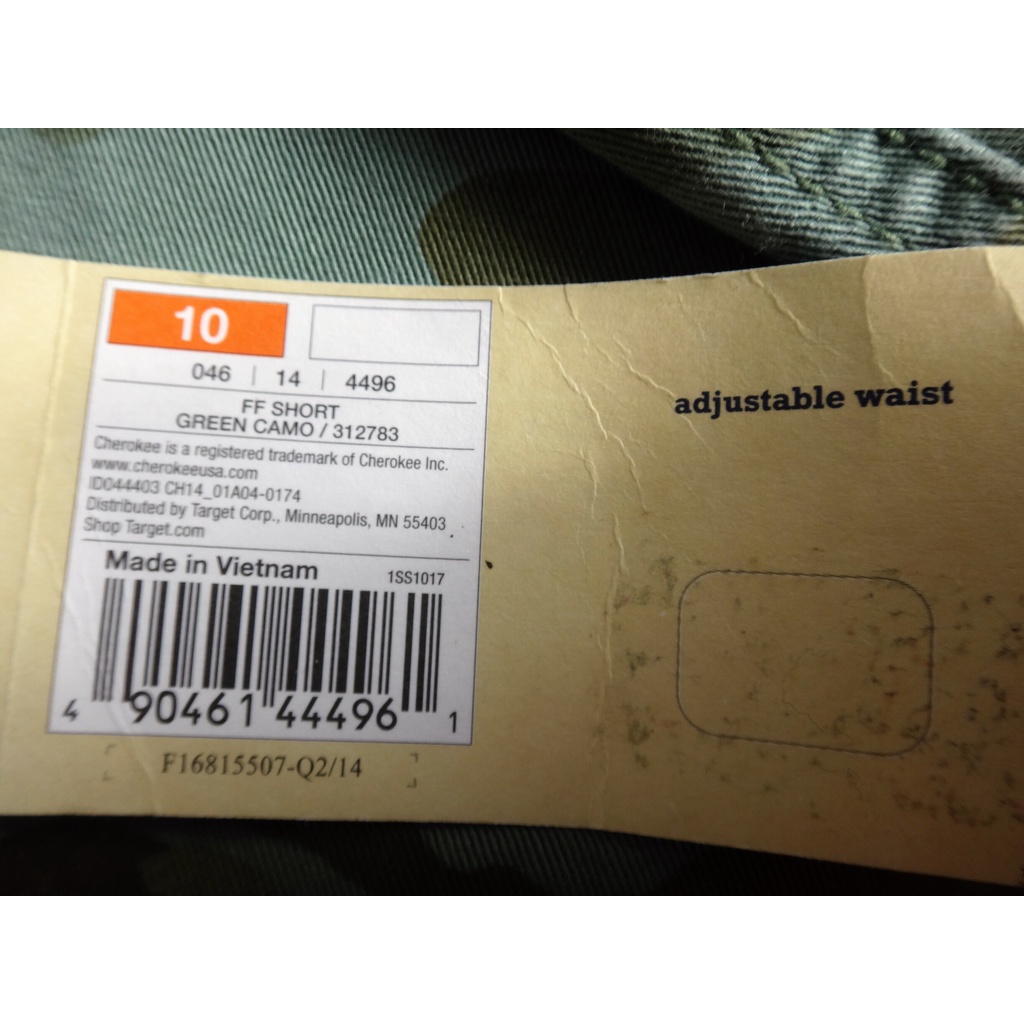 10
046 | 14 | 4496
FF SHORT
GREEN CAMO / 312783
Cherokee is a registered trademark of Cherokee Inc.
www.cherokeeusa.com
ID044403 CH14_01A04-0174
Distributed by Target Corp., Minneapolis, MN 55403
Shop Target.com
Made in Vietnam 1SS1017
4 90461 44496 1
F16815507-Q2/14
adjustable waist